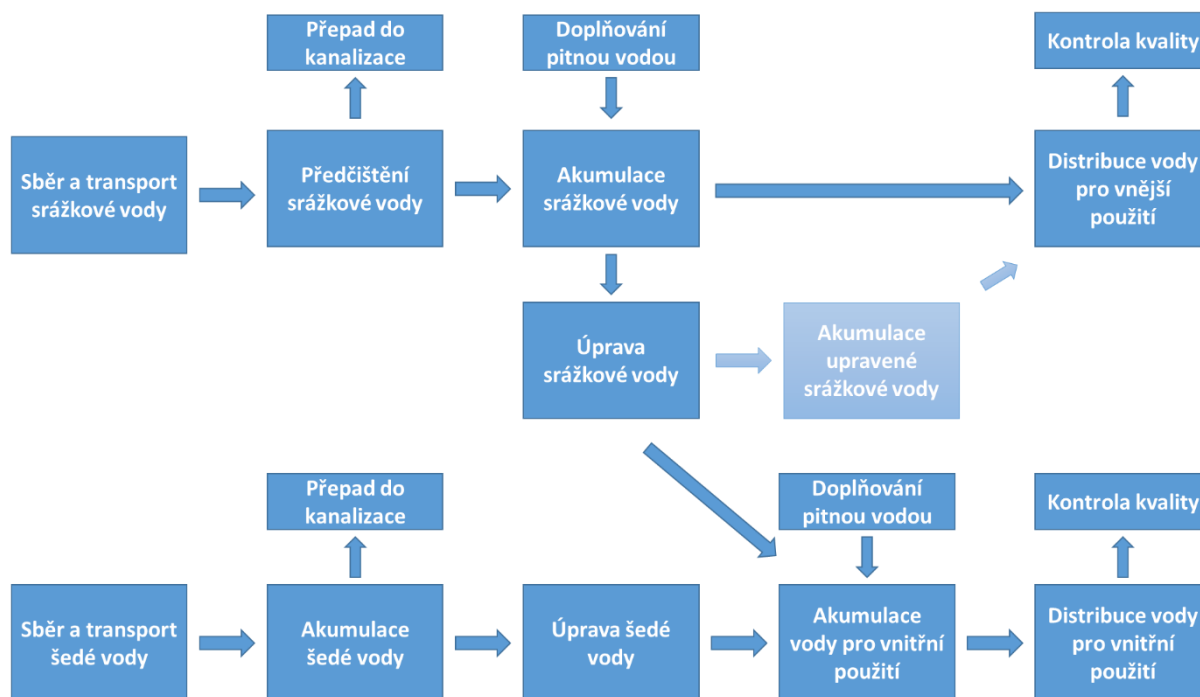 Přepad do
kanalizace
Doplňování
pitnou vodou
Kontrola kvality
Sběr a transport
srážkové vody
Předčištění
srážkové vody
Akumulace
srážkové vody
Distribuce vody
pro vnější
použití
Úprava
srážkové vody
Akumulace
upravené
srážkové vody
Přepad do
kanalizace
Doplňování
pitnou vodou
Kontrola kvality
Sběr a transport
šedé vody
Akumulace
šedé vody
Úprava šedé
vody
Akumulace
vody pro vnitřní
použití
Distribuce vody
pro vnitřní
použití